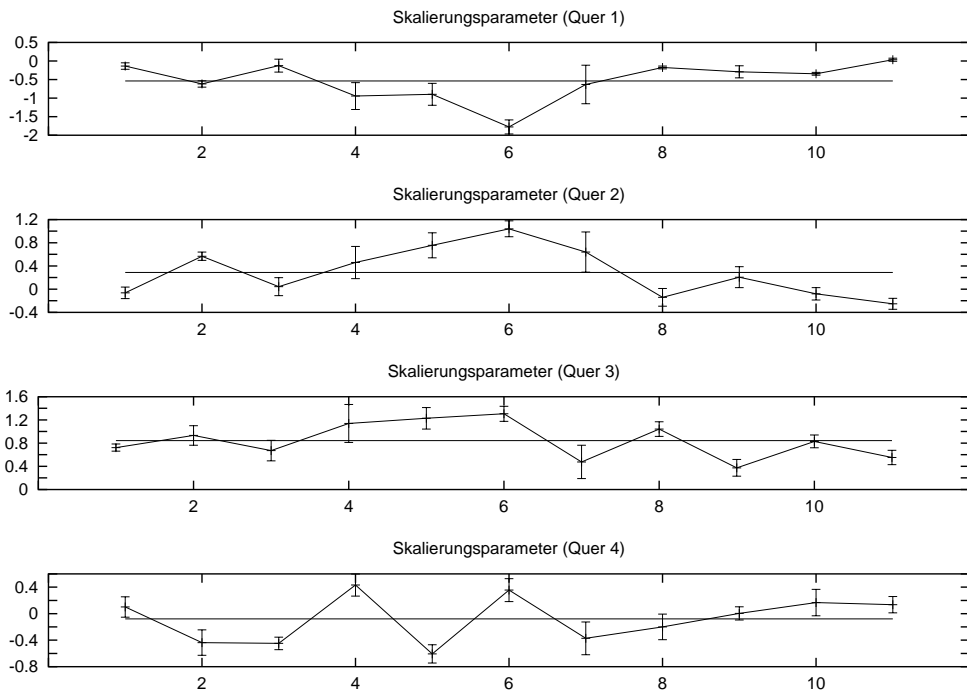 Skalierungsparameter (Quer 1)
0.5
0
-0.5
-1
-1.5
-2
2 4 6 8 10
Skalierungsparameter (Quer 2)
1.2
0.8
0.4
0
-0.4
2 4 6 8 10
Skalierungsparameter (Quer 3)
1.6
1.2
0.8
0.4
0
2 4 6 8 10
Skalierungsparameter (Quer 4)
0.4
0
-0.4
-0.8
2 4 6 8 10